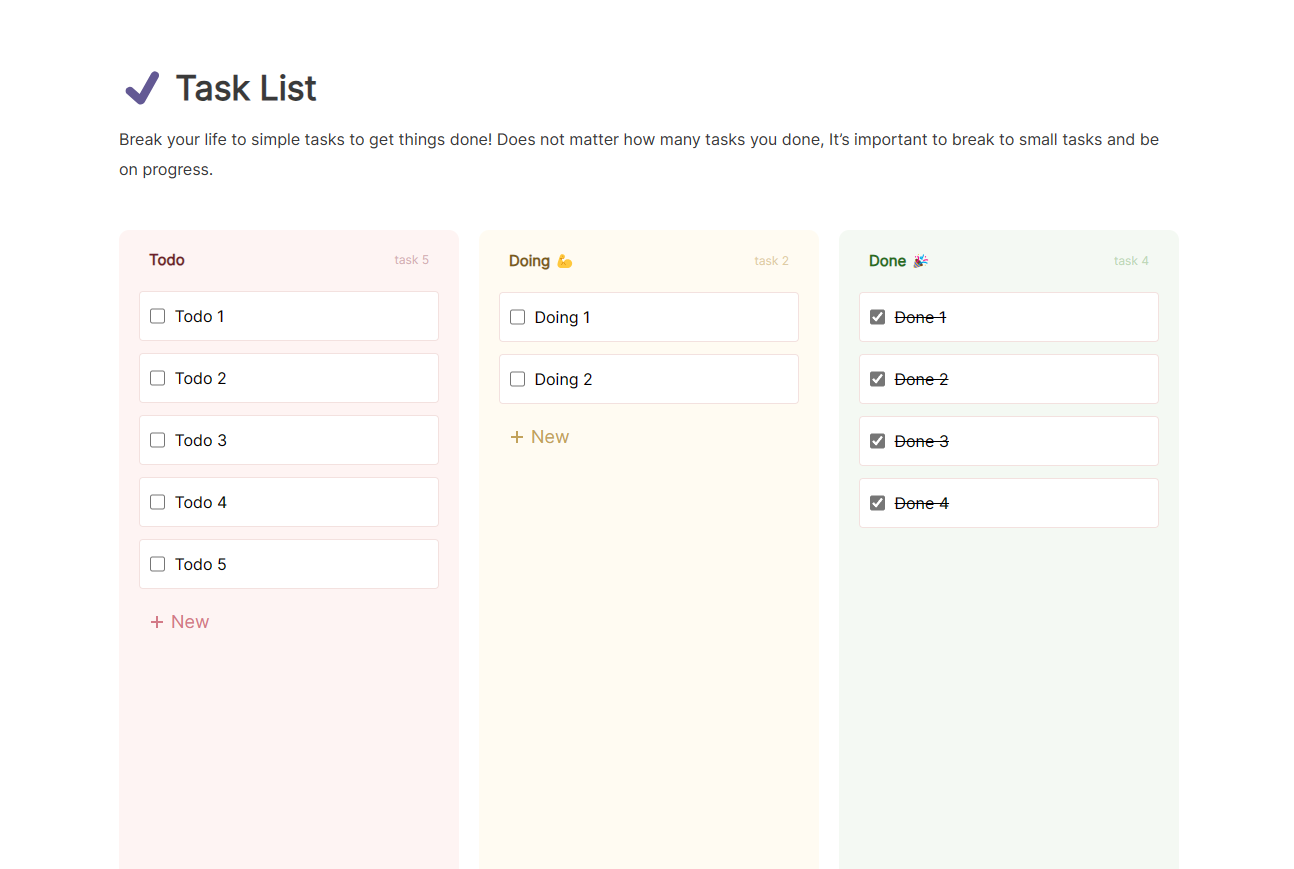 Task List
Break your life to simple tasks to get things done! Does not matter how many tasks you done, It’s important to break to small tasks and be
on progress.
Todo
task 5
Todo 1
Todo 2
Todo 3
Todo 4
Todo 5
+ New
Doing 💪
task 2
Doing 1
Doing 2
+ New
Done 🎉
task 4
Done 1
Done 2
Done 3
Done 4